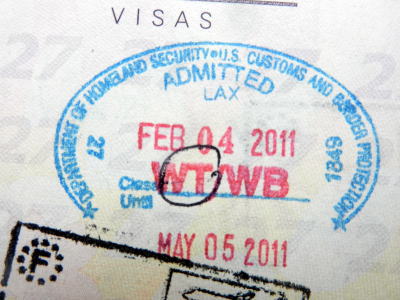 VISAS
DEPARTMENT OF HOMELAND SECURITY • U.S. CUSTOMS AND BORDER PROTECTION
ADMITTED
LAX
27
1849
FEB 04 2011
Class WT/WB
Until
MAY 05 2011
F